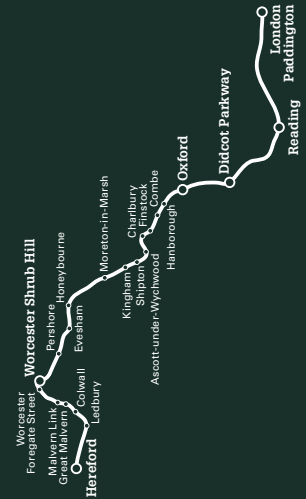 London
Paddington
Reading
Didcot Parkway
Oxford
Hanborough
Combe
Finstock
Charlbury
Ascott-under-Wychwood
Shipton
Kingham
Moreton-in-Marsh
Honeybourne
Evesham
Pershore
Worcester Shrub Hill
Worcester
Foregate Street
Malvern Link
Great Malvern
Colwall
Ledbury
Hereford